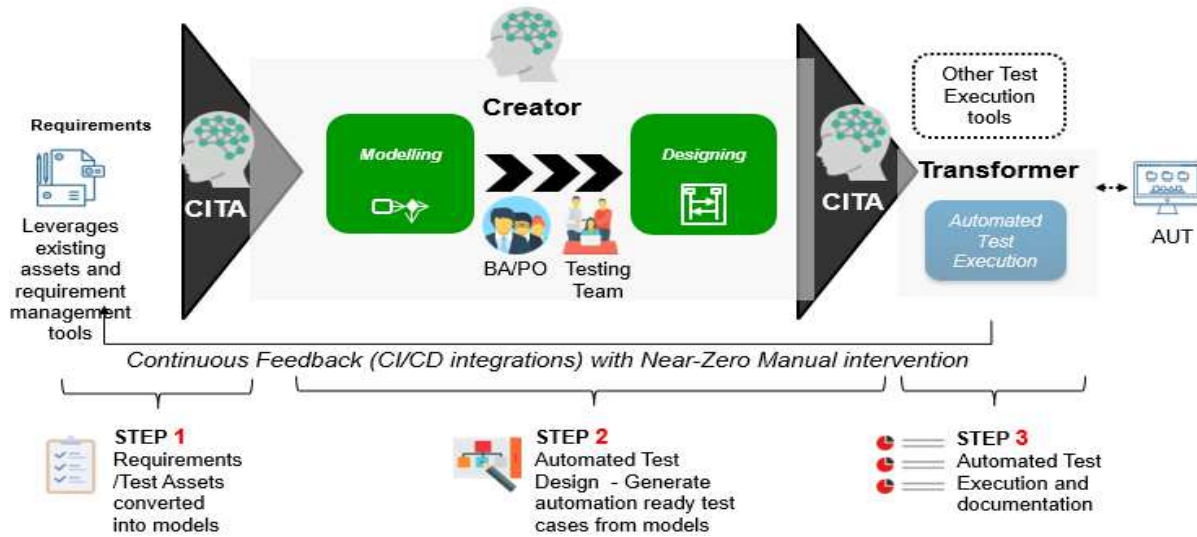 Requirements
Leverages
existing
assets and
requirement
management
tools
CITA
Creator
Modelling
BA/PO
Testing
Team
Designing
CITA
Other Test
Execution
tools
Transformer
Automated
Test
Execution
AUT
Continuous Feedback (CI/CD integrations) with Near-Zero Manual intervention
STEP 1
Requirements
/Test Assets
converted
into models
STEP 2
Automated Test
Design - Generate
automation ready test
cases from models
STEP 3
Automated Test
Execution and
documentation